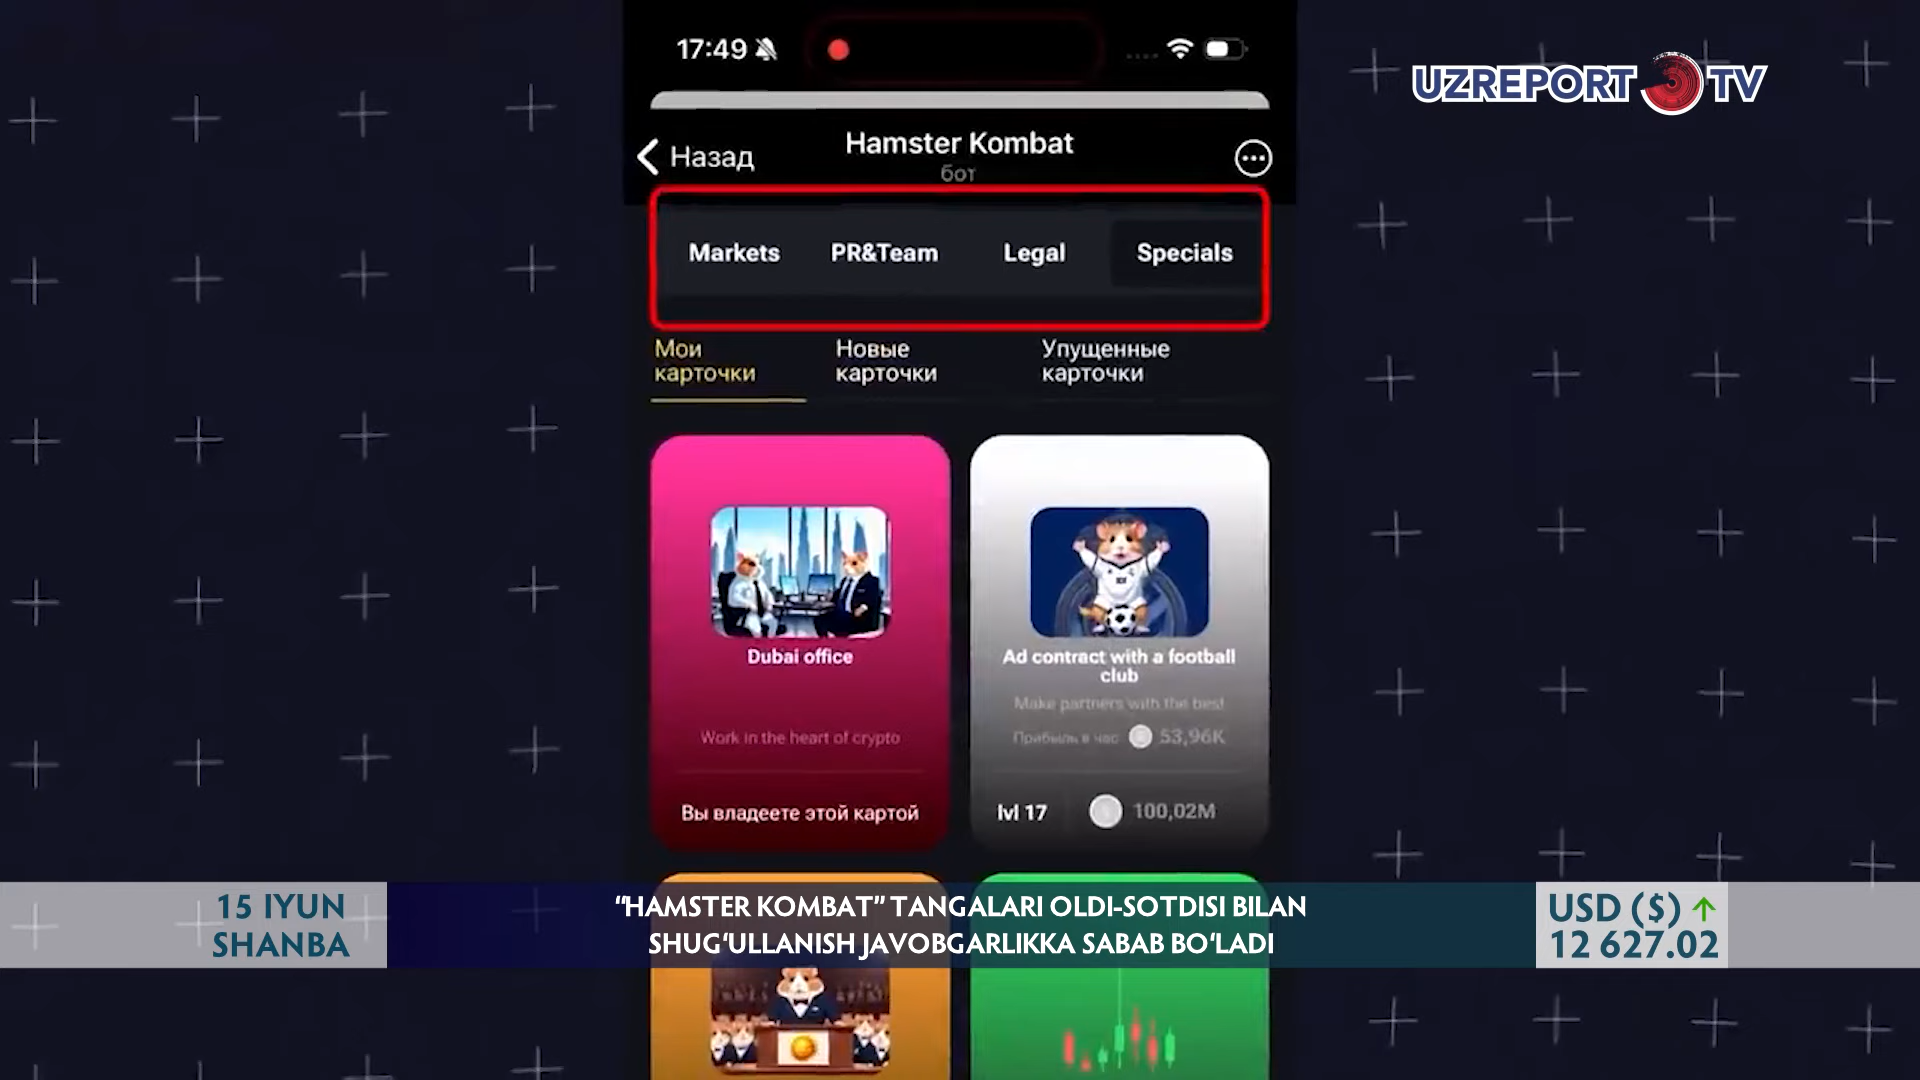 17:49
UZREPORT TV
Назад
Hamster Kombat
бот
Markets
PR&Team
Legal
Specials
Мои
карточки
Новые
карточки
Упущенные
карточки
Dubai office
Work in the heart of crypto
Вы владеете этой картой
Ad contract with a football
club
Make partners with the best
Прибыль в час 53,96K
lvl 17
100,02M
15 IYUN
SHANBA
“HAMSTER KOMBAT” TANGALARI OLDI-SOTDISI BILAN
SHUG‘ULLANISH JAVOBGARLIKKA SABAB BO‘LADI
USD ($)
12 627.02